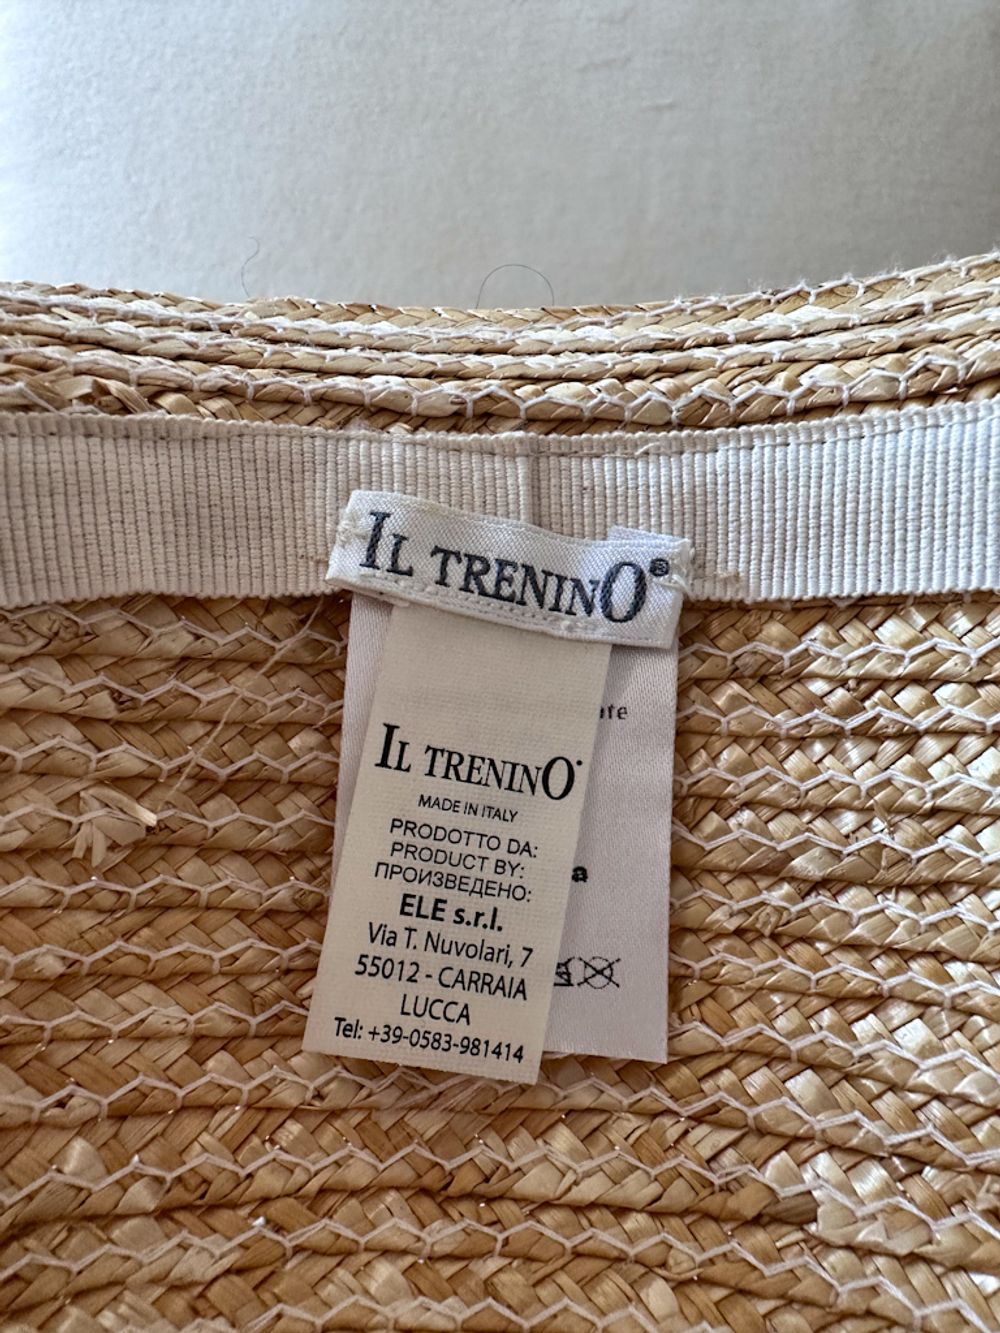 IL TRENINO®
IL TRENINO
MADE IN ITALY
PRODOTTO DA:
PRODUCT BY:
ПРОИЗВЕДЕНО:
ELE s.r.l.
Via T. Nuvolari, 7
55012 - CARRAIA
LUCCA
Tel: +39-0583-981414